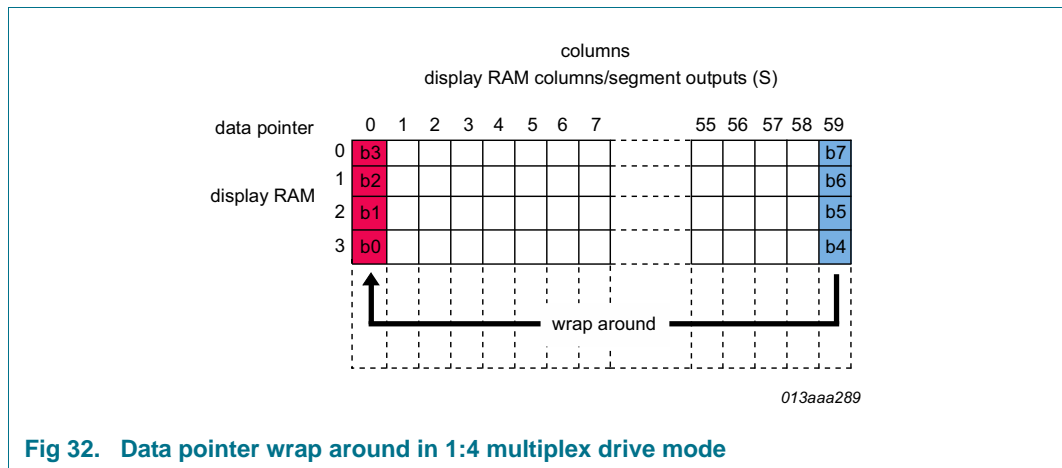 columns
display RAM columns/segment outputs (S)
data pointer 0 1 2 3 4 5 6 7 55 56 57 58 59
0 b3 b7
1 b2 b6
display RAM
2 b1 b5
3 b0 b4
wrap around
013aaa289
Fig 32. Data pointer wrap around in 1:4 multiplex drive mode